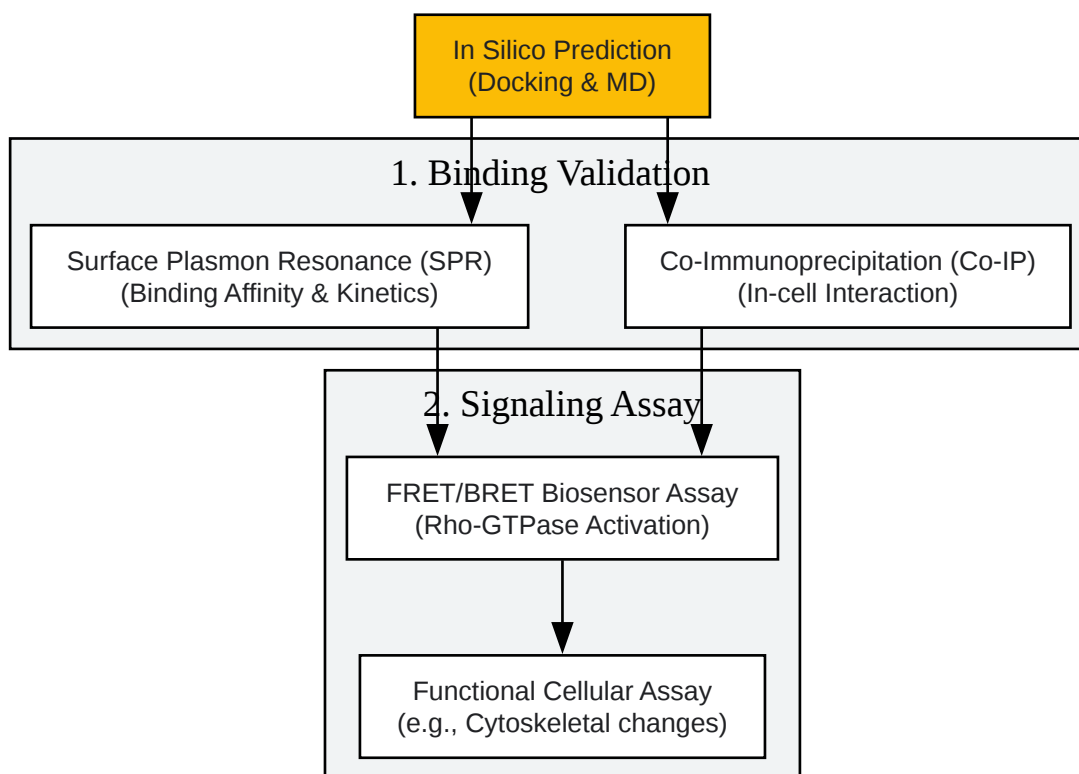 In Silico Prediction
(Docking & MD)
1. Binding Validation
Surface Plasmon Resonance (SPR)
(Binding Affinity & Kinetics)
Co-Immunoprecipitation (Co-IP)
(In-cell Interaction)
2. Signaling Assay
FRET/BRET Biosensor Assay
(Rho-GTPase Activation)
Functional Cellular Assay
(e.g., Cytoskeletal changes)